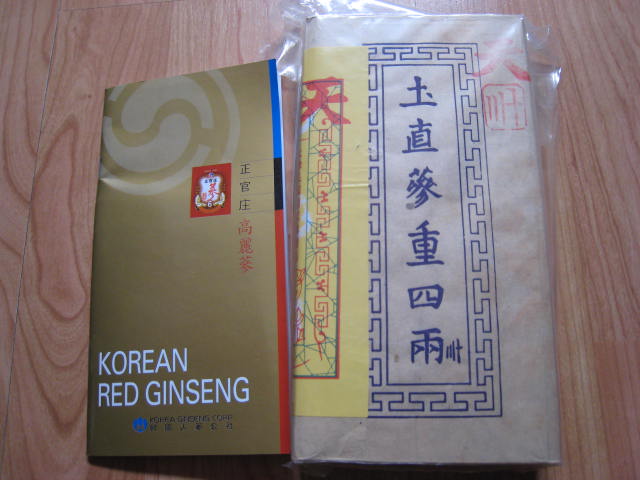 正官庄
高麗蔘
KOREAN
RED GINSENG
KOREA GINSENG CORP.
韓國人蔘公社
天
圡直蔘重四兩
天